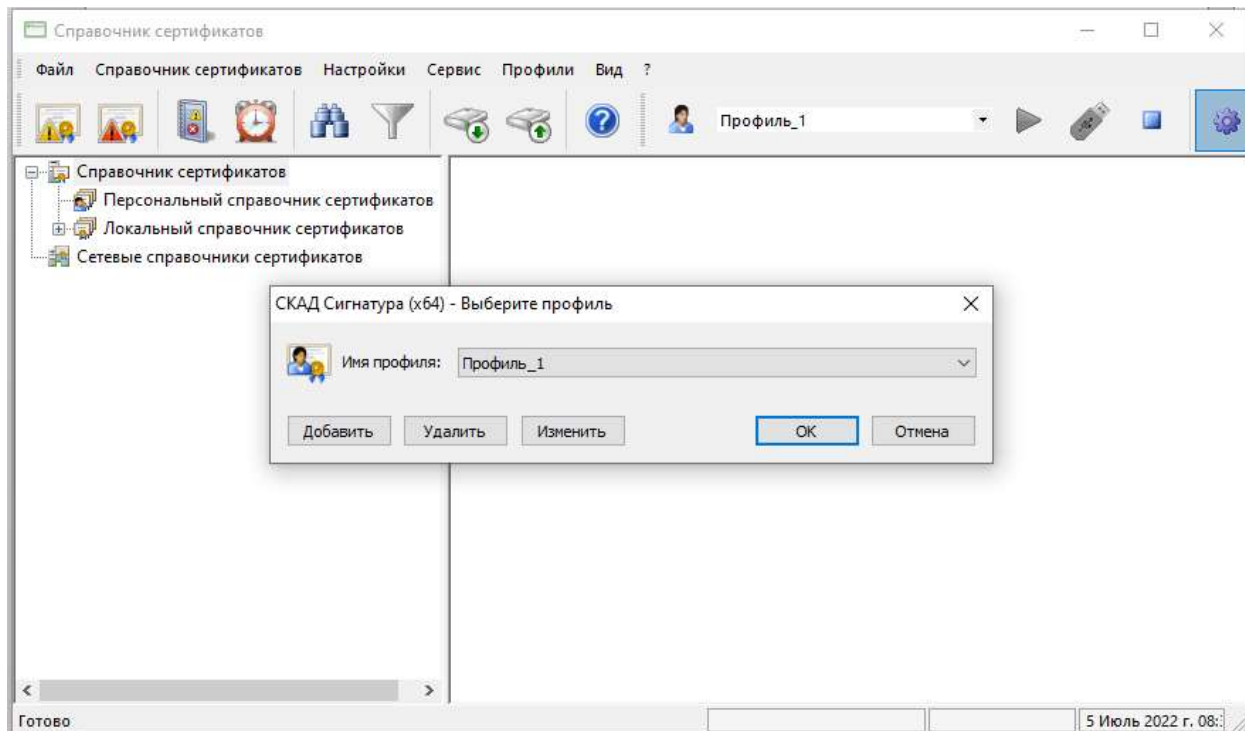 Справочник сертификатов
Файл Справочник сертификатов Настройки Сервис Профили Вид ?
Профиль_1
Справочник сертификатов
Персональный справочник сертификатов
Локальный справочник сертификатов
Сетевые справочники сертификатов
СКАД Сигнатура (x64) - Выберите профиль
Имя профиля: Профиль_1
Добавить Удалить Изменить OK Отмена
Готово 5 Июль 2022 г. 08: